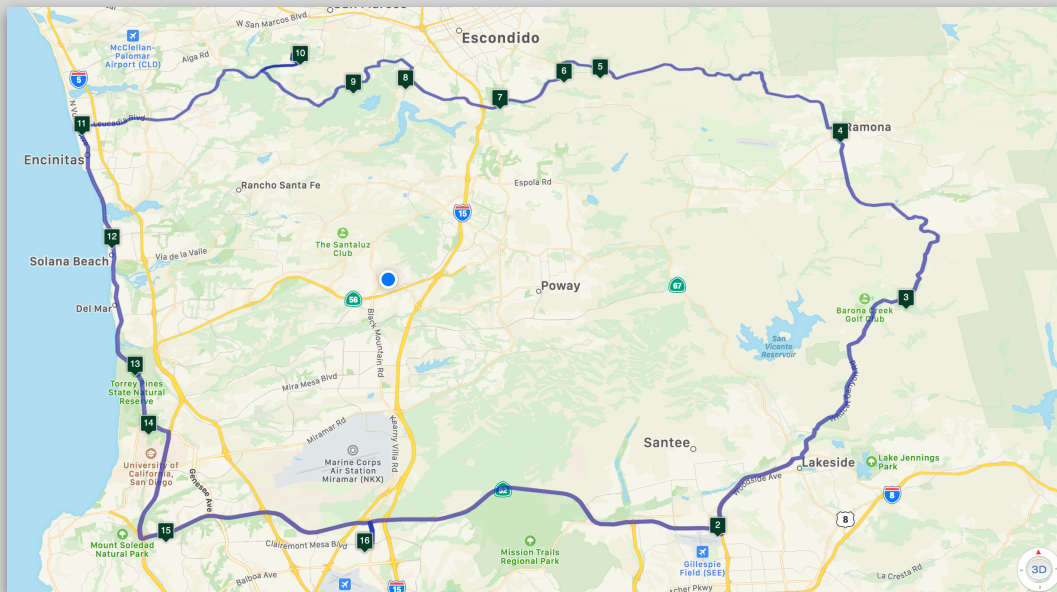 W San Marcos Blvd
McClellan-
Palomar
Airport (CLD)
Alga Rd
Escondido
10
5
9
8
6
5
7
11
Leucadia Blvd
4
Ramona
Encinitas
Rancho Santa Fe
Espola Rd
15
12
The Santaluz
Club
Via de la Valle
Solana Beach
56
Poway
67
3
Barona Creek
Golf Club
Del Mar
Black Mountain Rd
San
Vicente
Reservoir
13
Torrey Pines
State Natural
Reserve
Mira Mesa Blvd
14
Miramar Rd
Kearny Villa Rd
Santee
University of
California,
San Diego
Marine Corps
Air Station
Miramar (NKX)
Genesee Ave
Lakeside
Lake Jennings
Park
Woodside Ave
52
8
8
15
2
16
Mount Soledad
Natural Park
Clairemont Mesa Blvd
Mission Trails
Regional Park
Gillespie
Field (SEE)
Balboa Ave
15
La Cresta Rd
3D